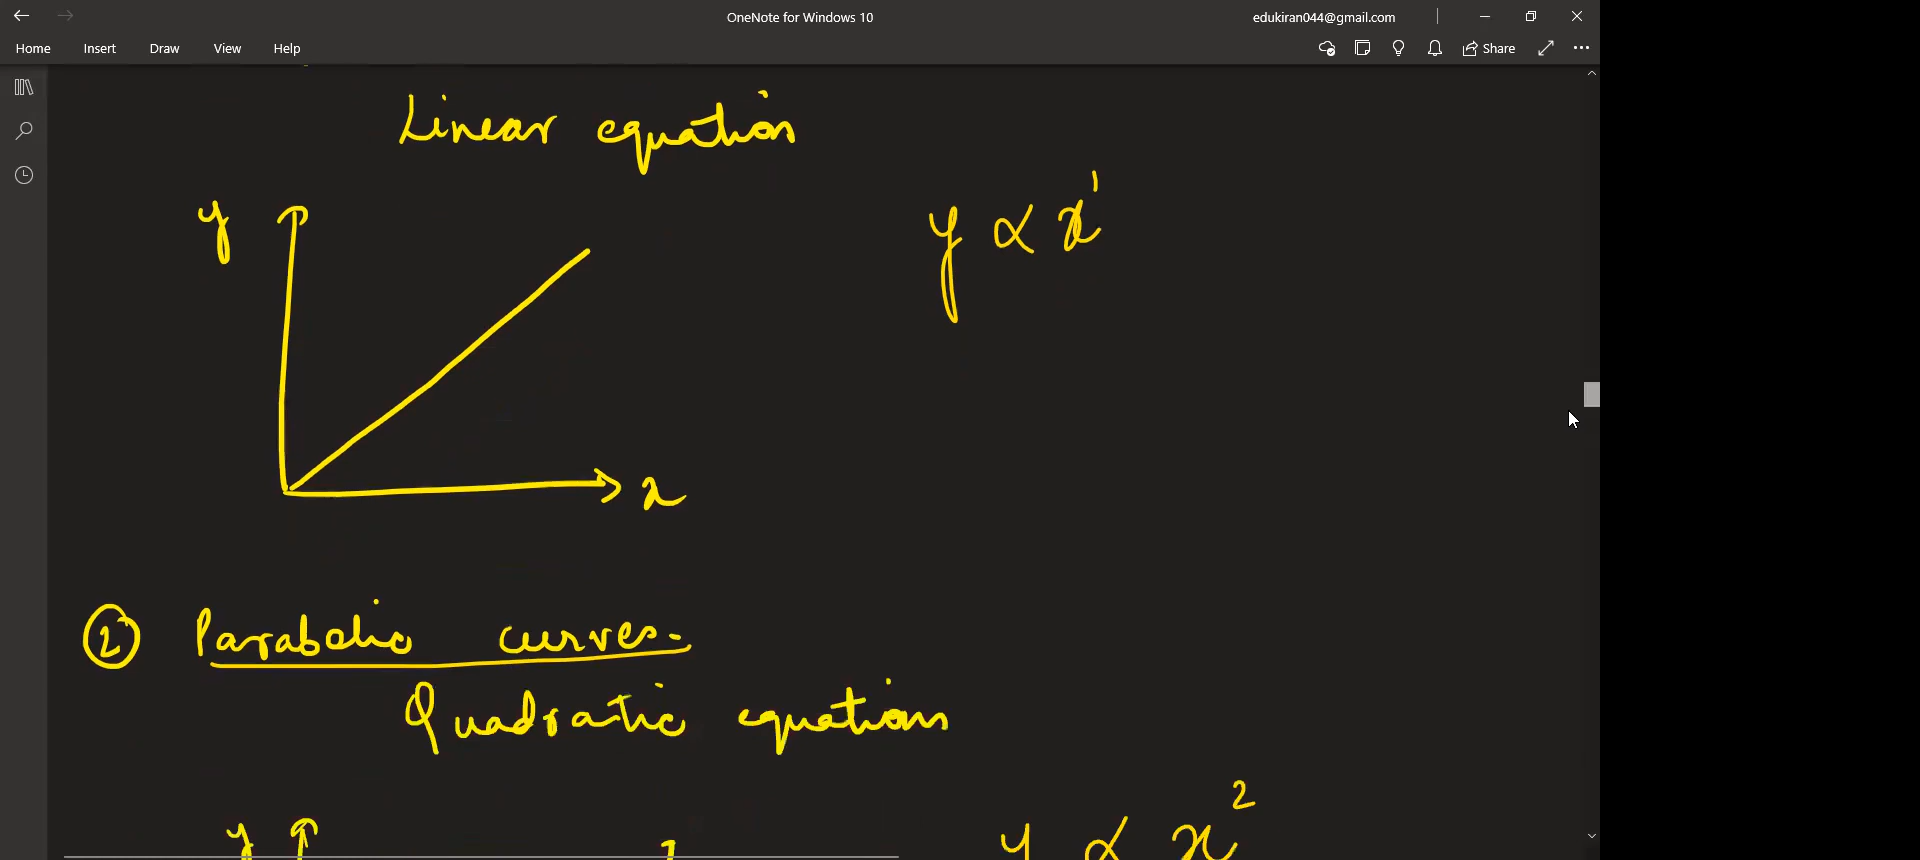 OneNote for Windows 10
edukiran044@gmail.com
Home Insert Draw View Help
Share
Linear equation
y
y ∝ x¹
x
② Parabolic curves-
Quadratic equations
y
y ∝ x²